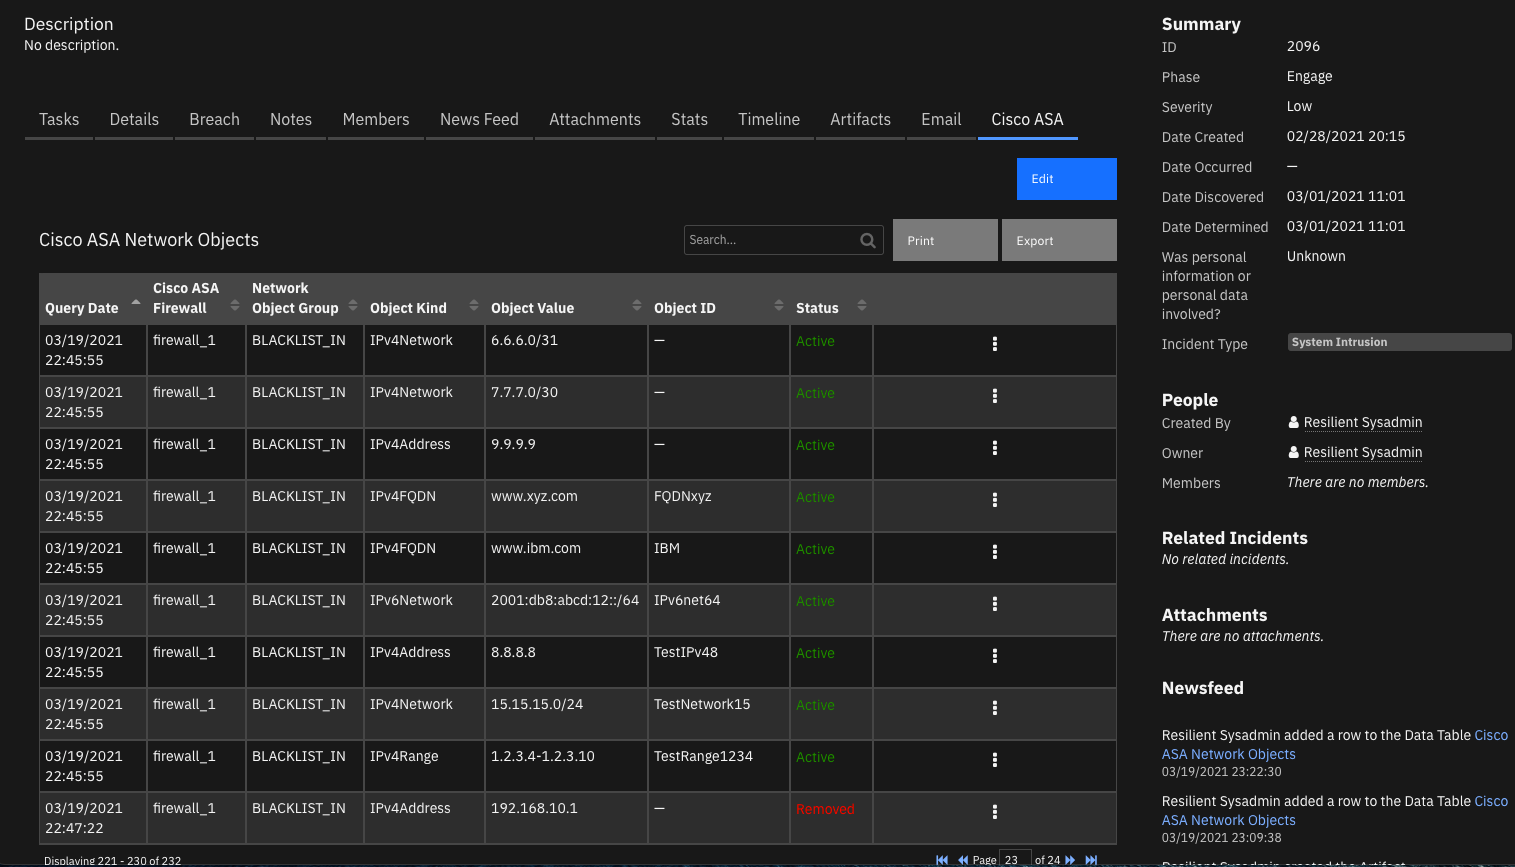 Description
No description.
Tasks Details Breach Notes Members News Feed Attachments Stats Timeline Artifacts Email Cisco ASA
Edit
Cisco ASA Network Objects
Search...
Print
Export
Query Date Cisco ASA Firewall Network Object Group Object Kind Object Value Object ID Status
03/19/2021 22:45:55 firewall_1 BLACKLIST_IN IPv4Network 6.6.6.0/31 — Active
03/19/2021 22:45:55 firewall_1 BLACKLIST_IN IPv4Network 7.7.7.0/30 — Active
03/19/2021 22:45:55 firewall_1 BLACKLIST_IN IPv4Address 9.9.9.9 — Active
03/19/2021 22:45:55 firewall_1 BLACKLIST_IN IPv4FQDN www.xyz.com FQDNxyz Active
03/19/2021 22:45:55 firewall_1 BLACKLIST_IN IPv4FQDN www.ibm.com IBM Active
03/19/2021 22:45:55 firewall_1 BLACKLIST_IN IPv6Network 2001:db8:abcd:12::/64 IPv6net64 Active
03/19/2021 22:45:55 firewall_1 BLACKLIST_IN IPv4Address 8.8.8.8 TestIPv48 Active
03/19/2021 22:45:55 firewall_1 BLACKLIST_IN IPv4Network 15.15.15.0/24 TestNetwork15 Active
03/19/2021 22:45:55 firewall_1 BLACKLIST_IN IPv4Range 1.2.3.4-1.2.3.10 TestRange1234 Active
03/19/2021 22:47:22 firewall_1 BLACKLIST_IN IPv4Address 192.168.10.1 — Removed
Displaying 221 - 230 of 232
Page 23 of 24
Summary
ID 2096
Phase Engage
Severity Low
Date Created 02/28/2021 20:15
Date Occurred —
Date Discovered 03/01/2021 11:01
Date Determined 03/01/2021 11:01
Was personal Unknown
information or
personal data
involved?
Incident Type System Intrusion
People
Created By Resilient Sysadmin
Owner Resilient Sysadmin
Members There are no members.
Related Incidents
No related incidents.
Attachments
There are no attachments.
Newsfeed
Resilient Sysadmin added a row to the Data Table Cisco
ASA Network Objects
03/19/2021 23:22:30
Resilient Sysadmin added a row to the Data Table Cisco
ASA Network Objects
03/19/2021 23:09:38
Resilient Sysadmin created the Artifact